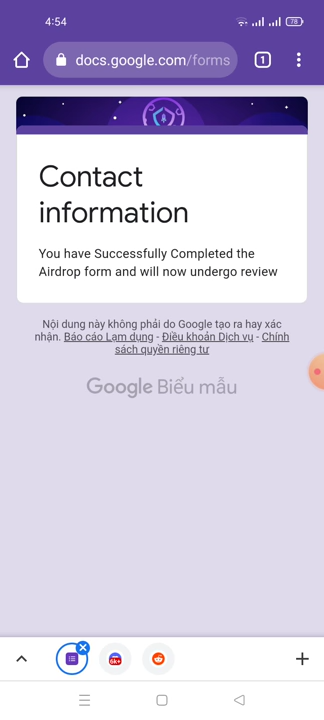 4:54
78
docs.google.com/forms
1
Contact
information
You have Successfully Completed the
Airdrop form and will now undergo review
Nội dung này không phải do Google tạo ra hay xác
nhận. Báo cáo Lạm dụng - Điều khoản Dịch vụ - Chính
sách quyền riêng tư
Google Biểu mẫu
6k+